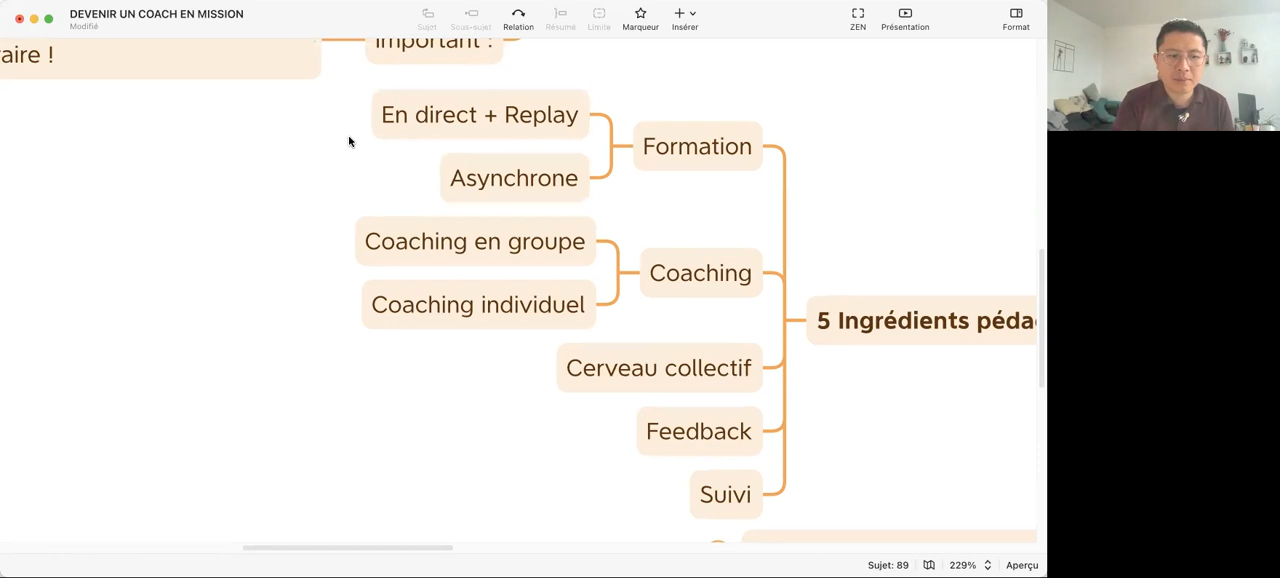 DEVENIR UN COACH EN MISSION
Modifié
Sujet
Sous-sujet
Relation
Résumé
Limite
Marqueur
Insérer
ZEN
Présentation
Format
aire !
Important !
En direct + Replay
Formation
Asynchrone
Coaching en groupe
Coaching
Coaching individuel
5 Ingrédients péda
Cerveau collectif
Feedback
Suivi
Sujet: 89
229%
Aperçu